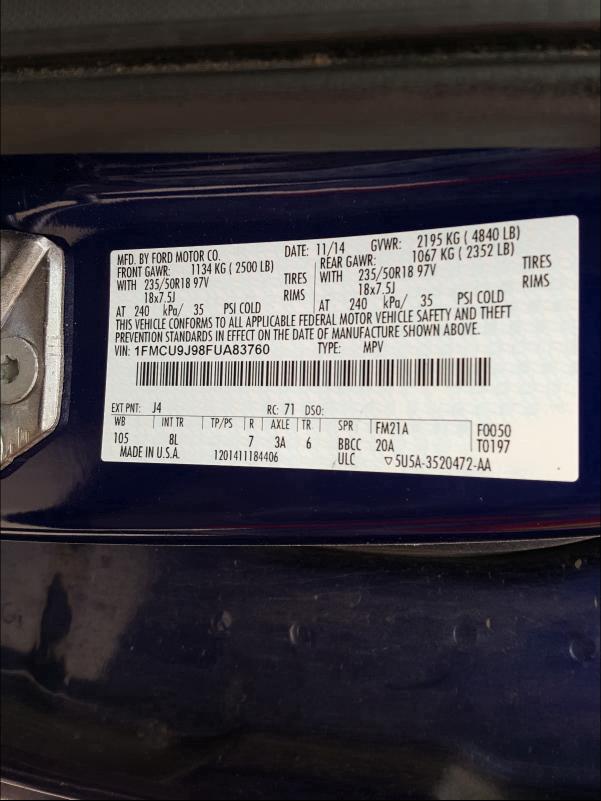 MFD. BY FORD MOTOR CO. DATE: 11/14 GVWR: 2195 KG ( 4840 LB)
FRONT GAWR: 1134 KG ( 2500 LB) REAR GAWR: 1067 KG ( 2352 LB)
WITH 235/50R18 97V TIRES WITH 235/50R18 97V TIRES
18x7.5J RIMS 18x7.5J RIMS
AT 240 kPa/ 35 PSI COLD AT 240 kPa/ 35 PSI COLD
THIS VEHICLE CONFORMS TO ALL APPLICABLE FEDERAL MOTOR VEHICLE SAFETY AND THEFT
PREVENTION STANDARDS IN EFFECT ON THE DATE OF MANUFACTURE SHOWN ABOVE.
VIN: 1FMCU9J98FUA83760 TYPE: MPV
EXT PNT: J4 RC: 71 DSO:
WB INT TR TP/PS R AXLE TR SPR FM21A F0050
105 8L 7 3A 6 BBCC 20A T0197
MADE IN U.S.A. 1201411184406 ULC ▽5U5A-3520472-AA